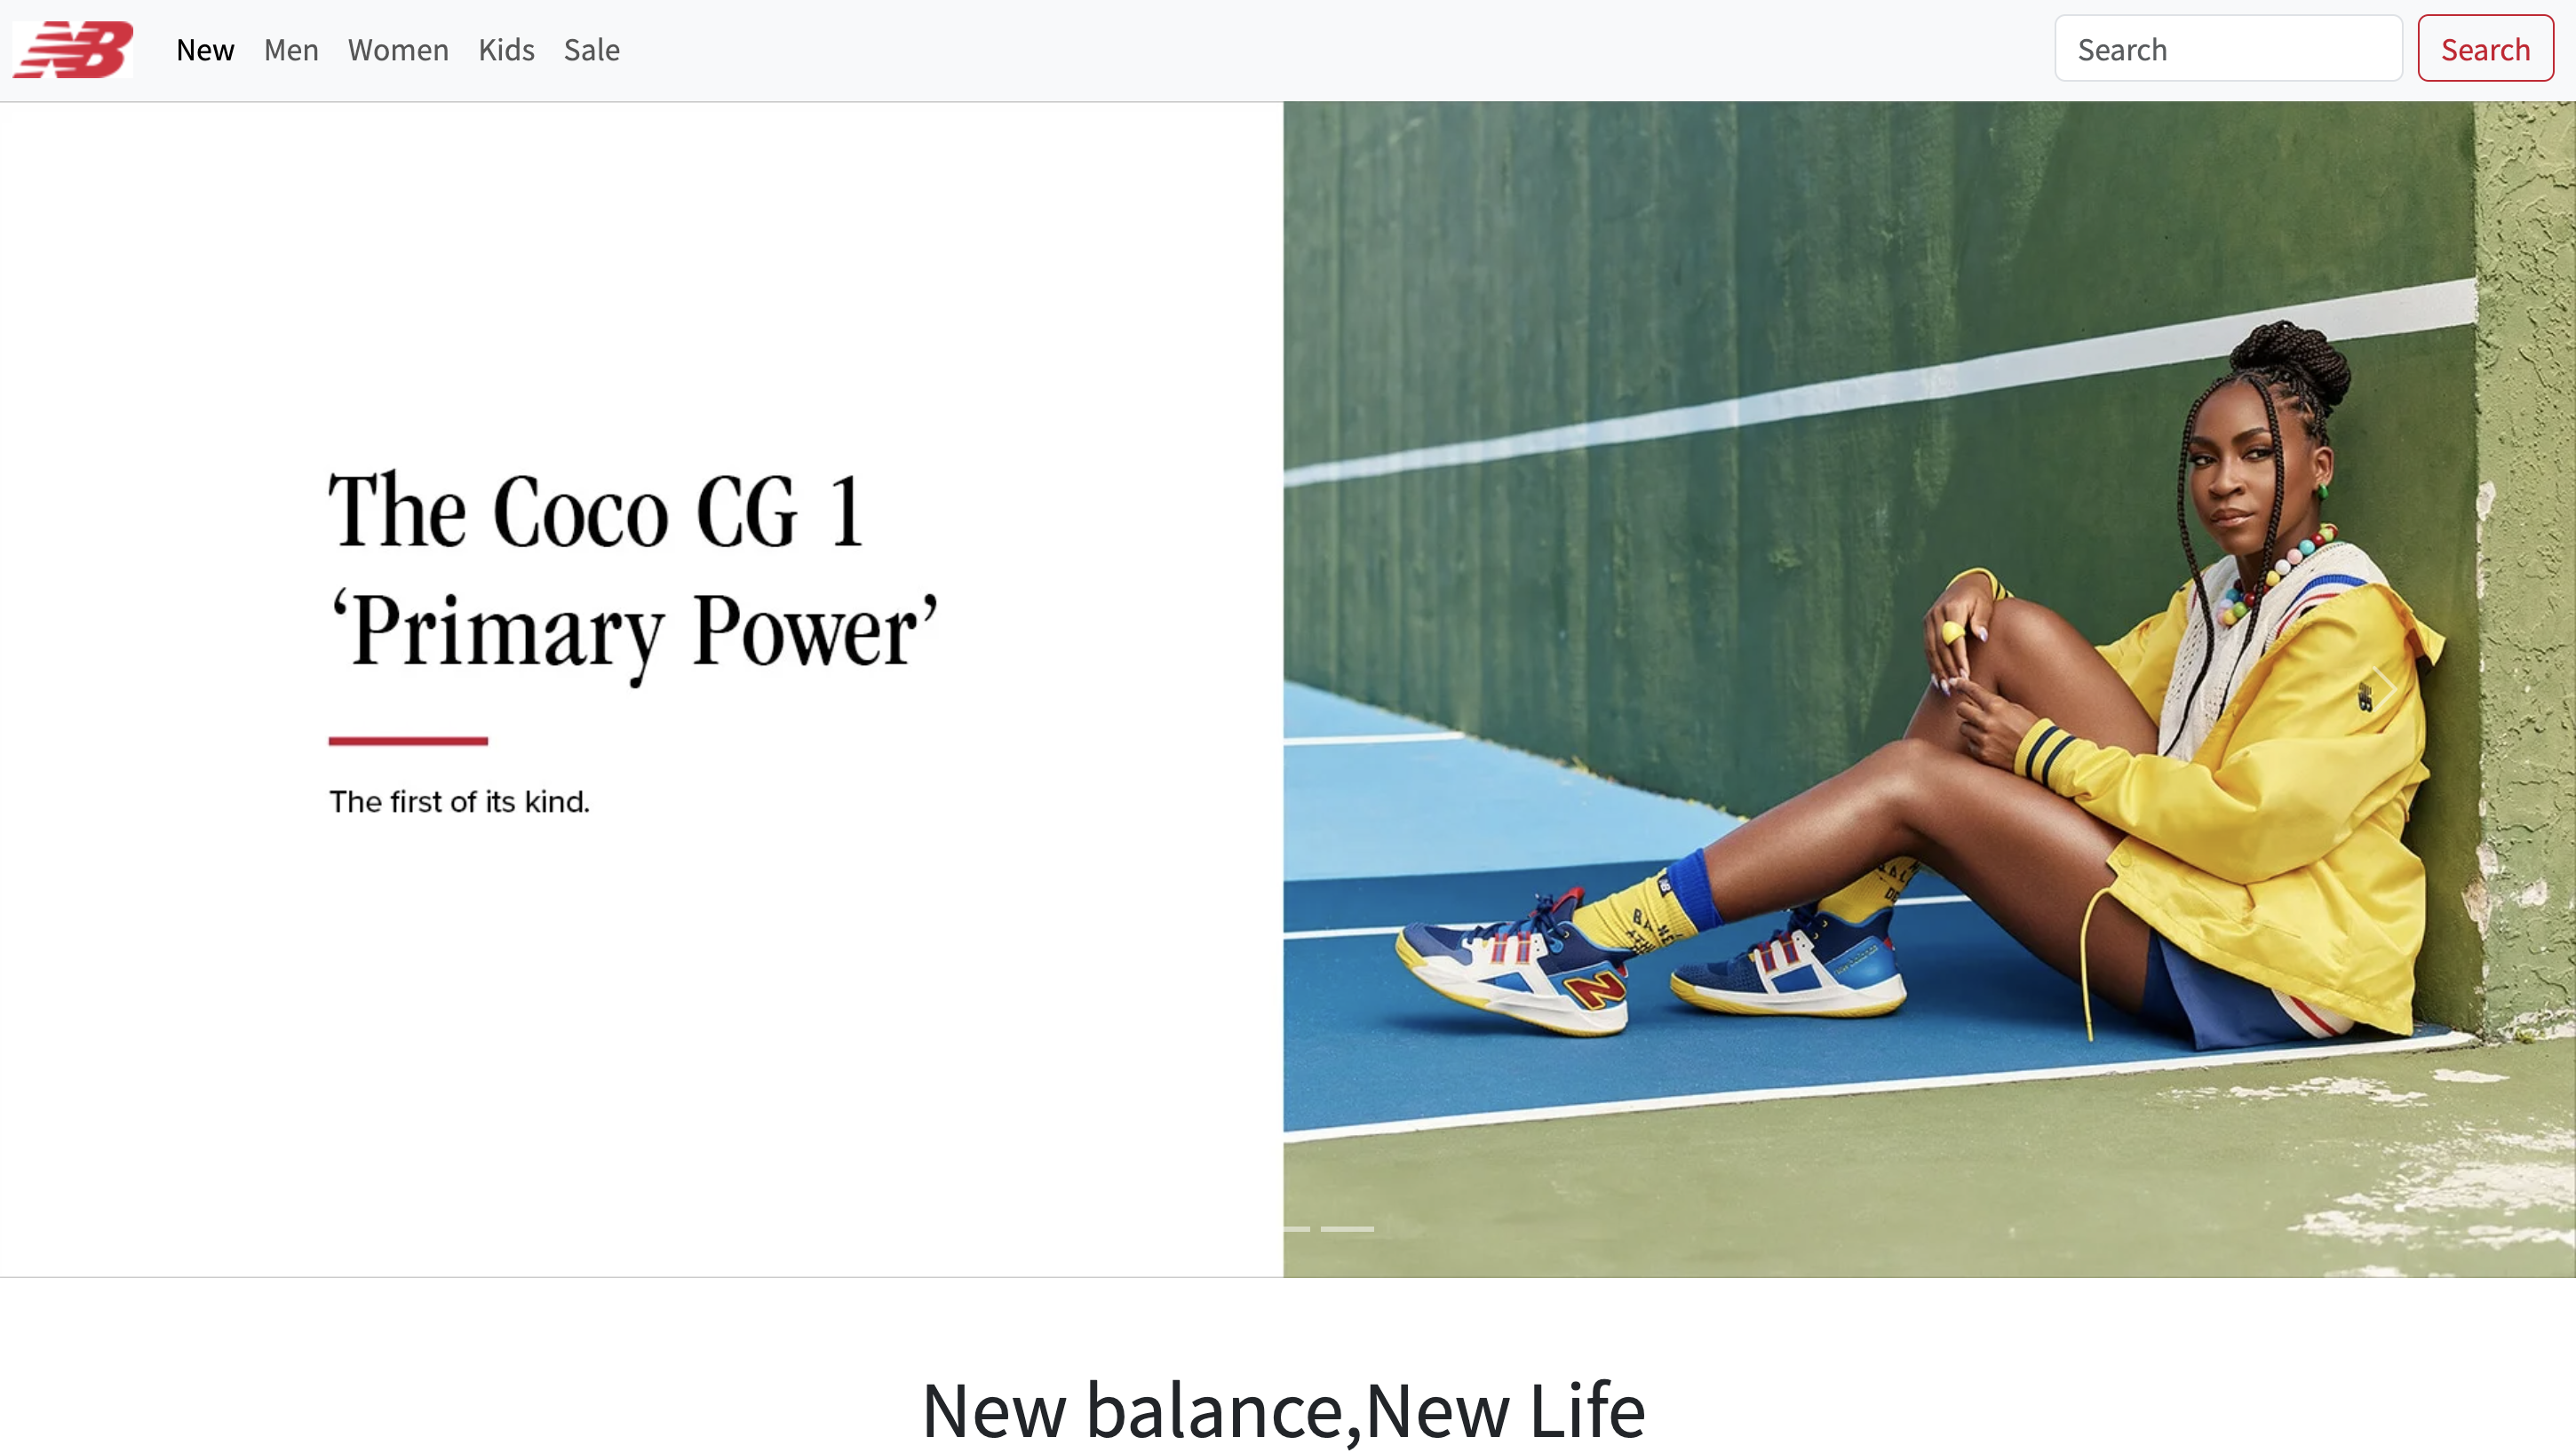 NB
New Men Women Kids Sale Search Search
The Coco CG 1
‘Primary Power’
The first of its kind.
N
New balance,New Life